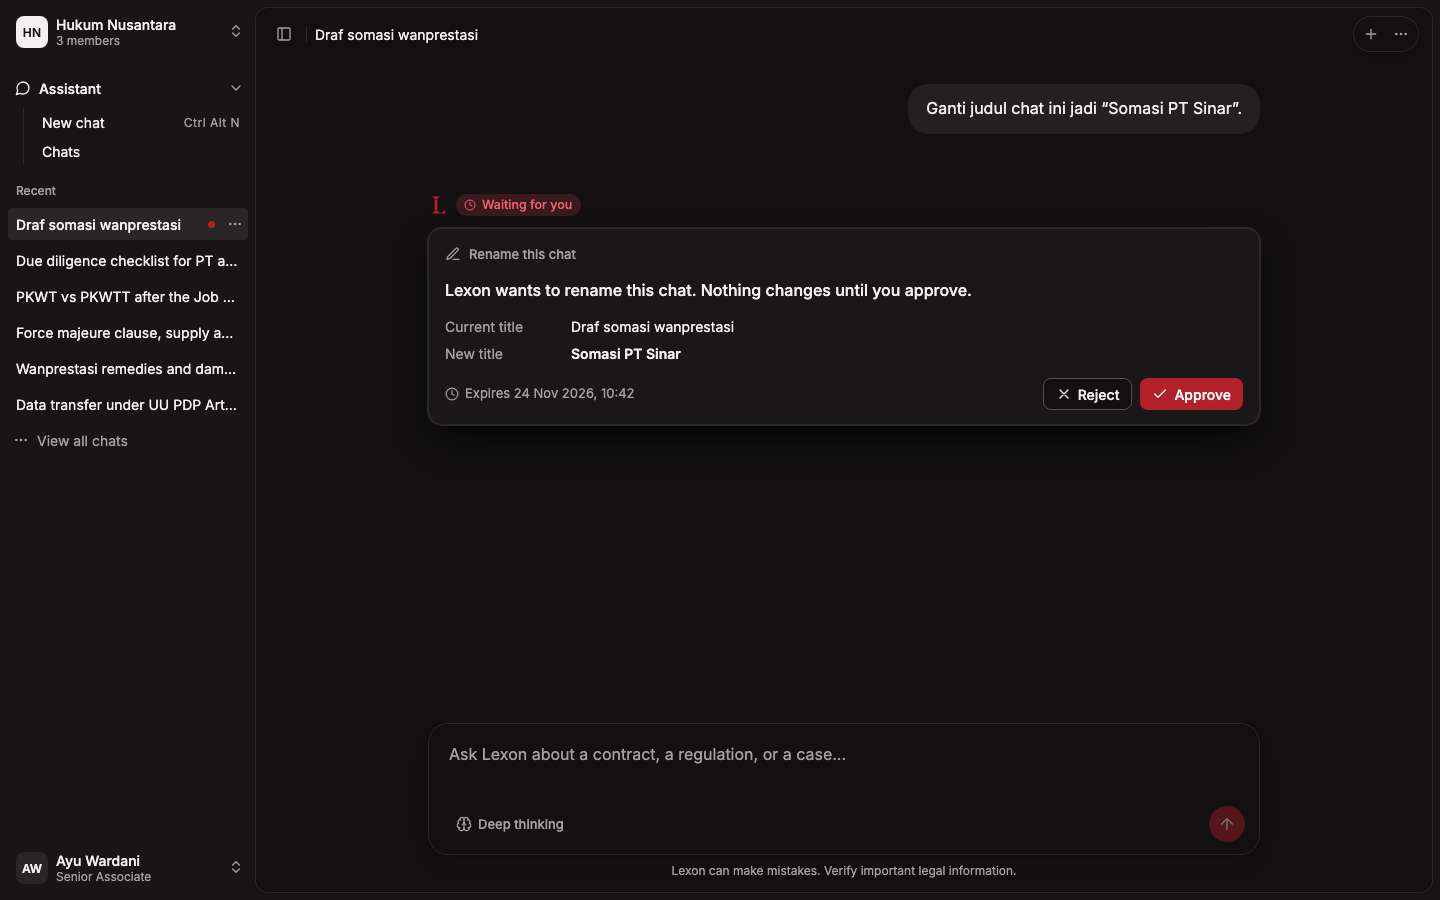 HN
Hukum Nusantara
3 members
Assistant
New chat
Ctrl Alt N
Chats
Recent
Draf somasi wanprestasi
Due diligence checklist for PT a...
PKWT vs PKWTT after the Job ...
Force majeure clause, supply a...
Wanprestasi remedies and dam...
Data transfer under UU PDP Art...
View all chats
AW
Ayu Wardani
Senior Associate
Draf somasi wanprestasi
Ganti judul chat ini jadi “Somasi PT Sinar”.
L
Waiting for you
Rename this chat
Lexon wants to rename this chat. Nothing changes until you approve.
Current title
Draf somasi wanprestasi
New title
Somasi PT Sinar
Expires 24 Nov 2026, 10:42
Reject
Approve
Ask Lexon about a contract, a regulation, or a case...
Deep thinking
Lexon can make mistakes. Verify important legal information.